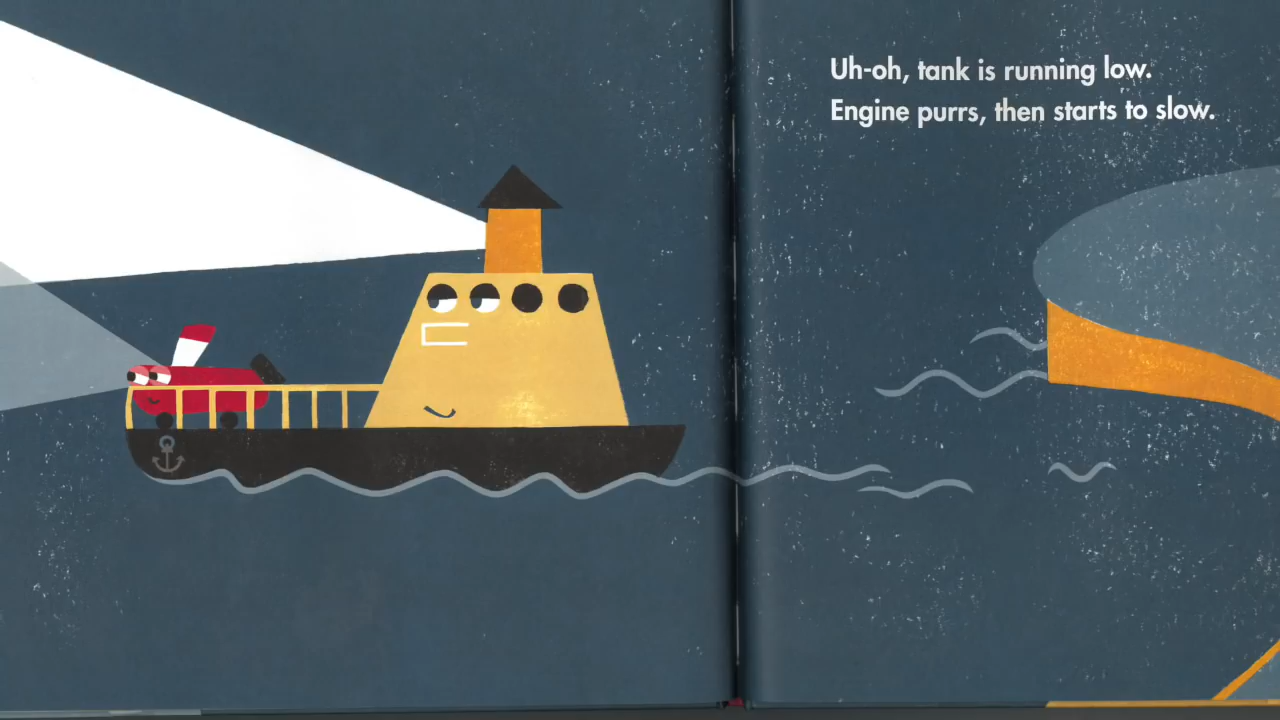 Uh-oh, tank is running low.
Engine purrs, then starts to slow.